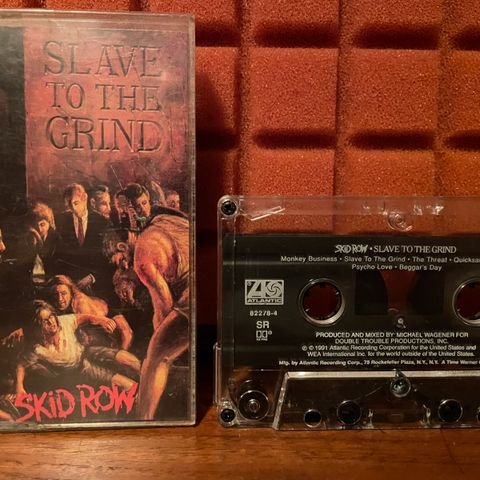 SLAVE
TO THE
GRIND
SKID ROW
SKID ROW • SLAVE TO THE GRIND
Monkey Business • Slave To The Grind • The Threat •
Psycho Love • Beggar's Day
ATLANTIC
82278-4
SR
PRODUCED AND MIXED BY MICHAEL WAGENER FOR
DOUBLE TROUBLE PRODUCTIONS, INC.
℗ © 1991 Atlantic Recording Corporation for the United States and
WEA International Inc. for the world outside of the United States.
Mfg. by Atlantic Recording Corp., 75 Rockefeller Plaza, N.Y., N.Y. A Time Warner